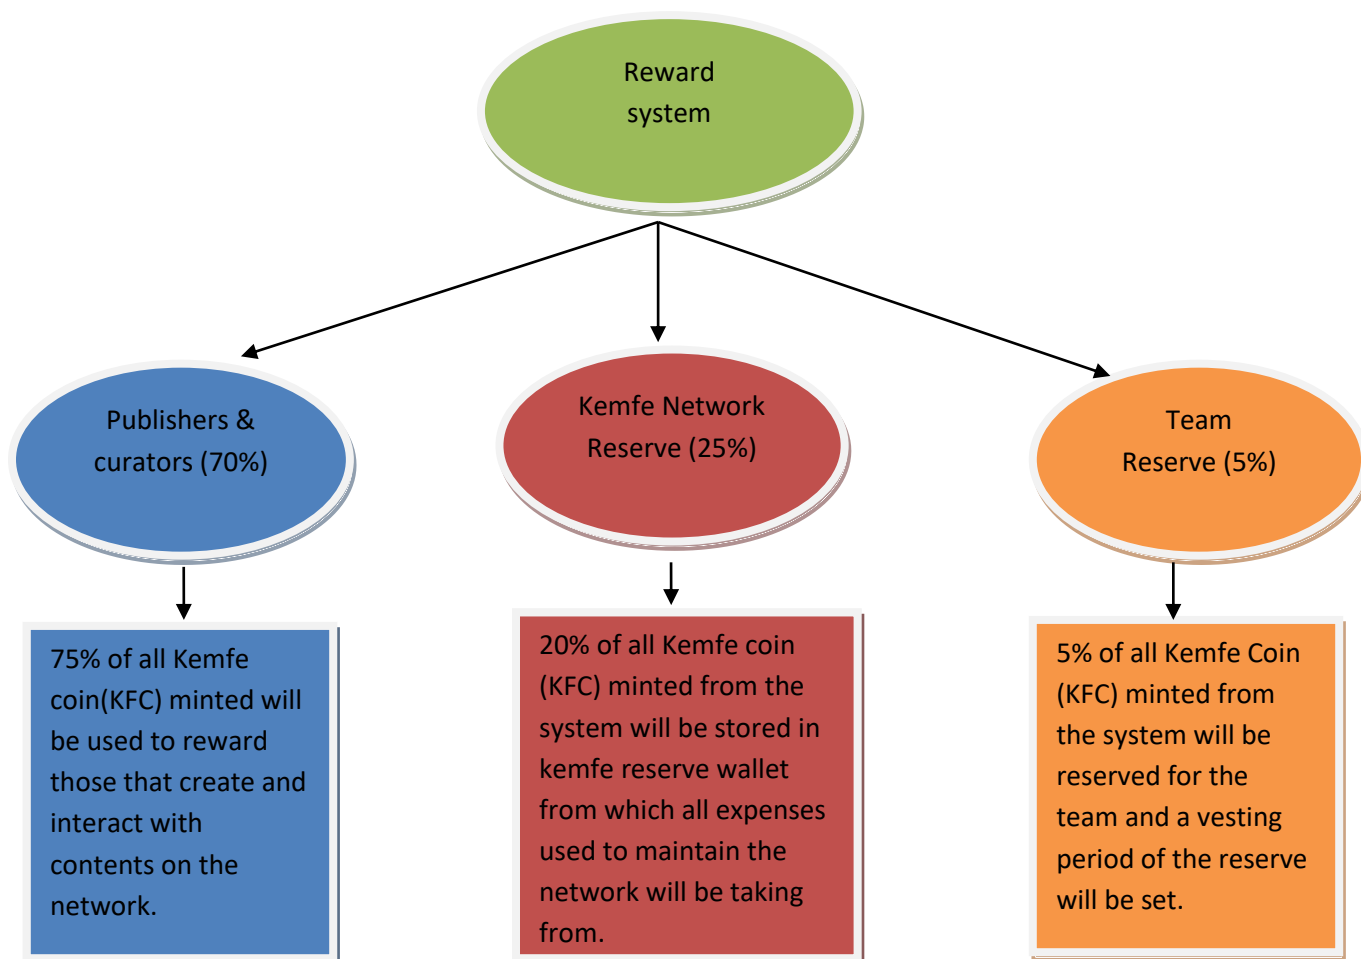 Reward
system
Publishers &
curators (70%)
Kemfe Network
Reserve (25%)
Team
Reserve (5%)
75% of all Kemfe
coin(KFC) minted will
be used to reward
those that create and
interact with
contents on the
network.
20% of all Kemfe coin
(KFC) minted from the
system will be stored in
kemfe reserve wallet
from which all expenses
used to maintain the
network will be taking
from.
5% of all Kemfe Coin
(KFC) minted from
the system will be
reserved for the
team and a vesting
period of the reserve
will be set.